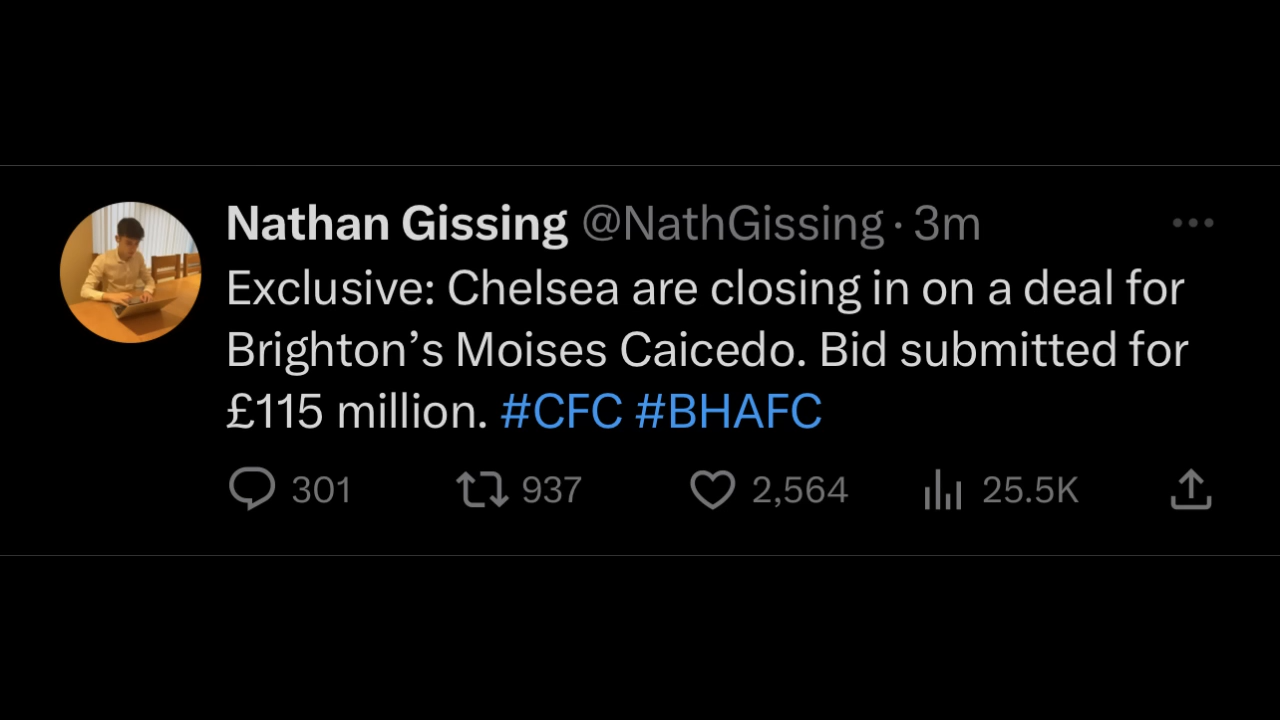 Nathan Gissing @NathGissing · 3m
Exclusive: Chelsea are closing in on a deal for
Brighton’s Moises Caicedo. Bid submitted for
£115 million. #CFC #BHAFC
301 937 2,564 25.5K